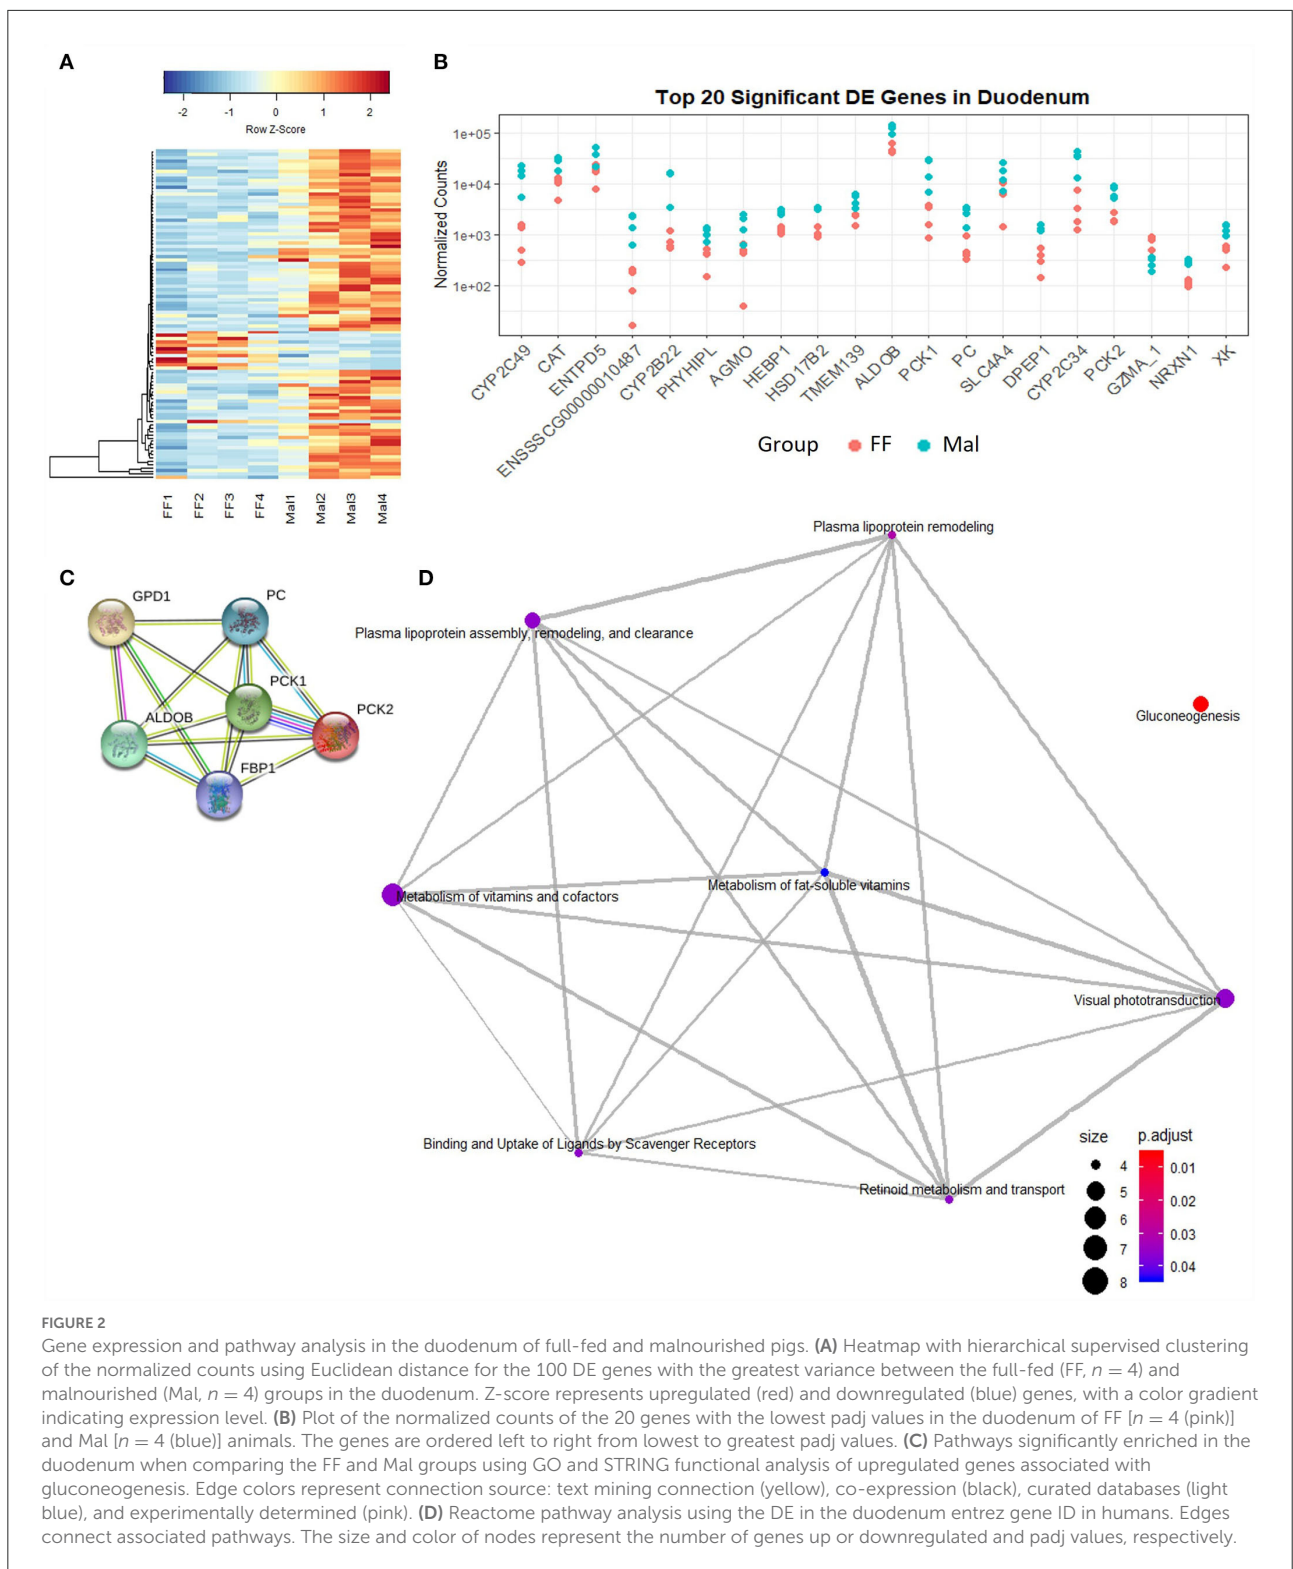 A
-2 -1 0 1 2
Row Z-Score
FF1
FF2
FF3
FF4
Mal1
Mal2
Mal3
Mal4
B
Top 20 Significant DE Genes in Duodenum
Normalized Counts
1e+05
1e+04
1e+03
1e+02
CYP2C49
CAT
ENTPD5
ENSSSCG00000010487
CYP2B22
PHYHIPL
AGMO
HEBP1
HSD17B2
TMEM139
ALDOB
PCK1
PC
SLC4A4
DPEP1
CYP2C34
PCK2
GZMA_1
NRXN1
XK
Group FF Mal
C
GPD1
PC
PCK1
PCK2
ALDOB
FBP1
D
Plasma lipoprotein remodeling
Plasma lipoprotein assembly, remodeling, and clearance
Gluconeogenesis
Metabolism of fat-soluble vitamins
Metabolism of vitamins and cofactors
Visual phototransduction
Binding and Uptake of Ligands by Scavenger Receptors
Retinoid metabolism and transport
size
4
5
6
7
8
p.adjust
0.01
0.02
0.03
0.04
FIGURE 2
Gene expression and pathway analysis in the duodenum of full-fed and malnourished pigs. (A) Heatmap with hierarchical supervised clustering
of the normalized counts using Euclidean distance for the 100 DE genes with the greatest variance between the full-fed (FF, n = 4) and
malnourished (Mal, n = 4) groups in the duodenum. Z-score represents upregulated (red) and downregulated (blue) genes, with a color gradient
indicating expression level. (B) Plot of the normalized counts of the 20 genes with the lowest padj values in the duodenum of FF [n = 4 (pink)]
and Mal [n = 4 (blue)] animals. The genes are ordered left to right from lowest to greatest padj values. (C) Pathways significantly enriched in the
duodenum when comparing the FF and Mal groups using GO and STRING functional analysis of upregulated genes associated with
gluconeogenesis. Edge colors represent connection source: text mining connection (yellow), co-expression (black), curated databases (light
blue), and experimentally determined (pink). (D) Reactome pathway analysis using the DE in the duodenum entrez gene ID in humans. Edges
connect associated pathways. The size and color of nodes represent the number of genes up or downregulated and padj values, respectively.